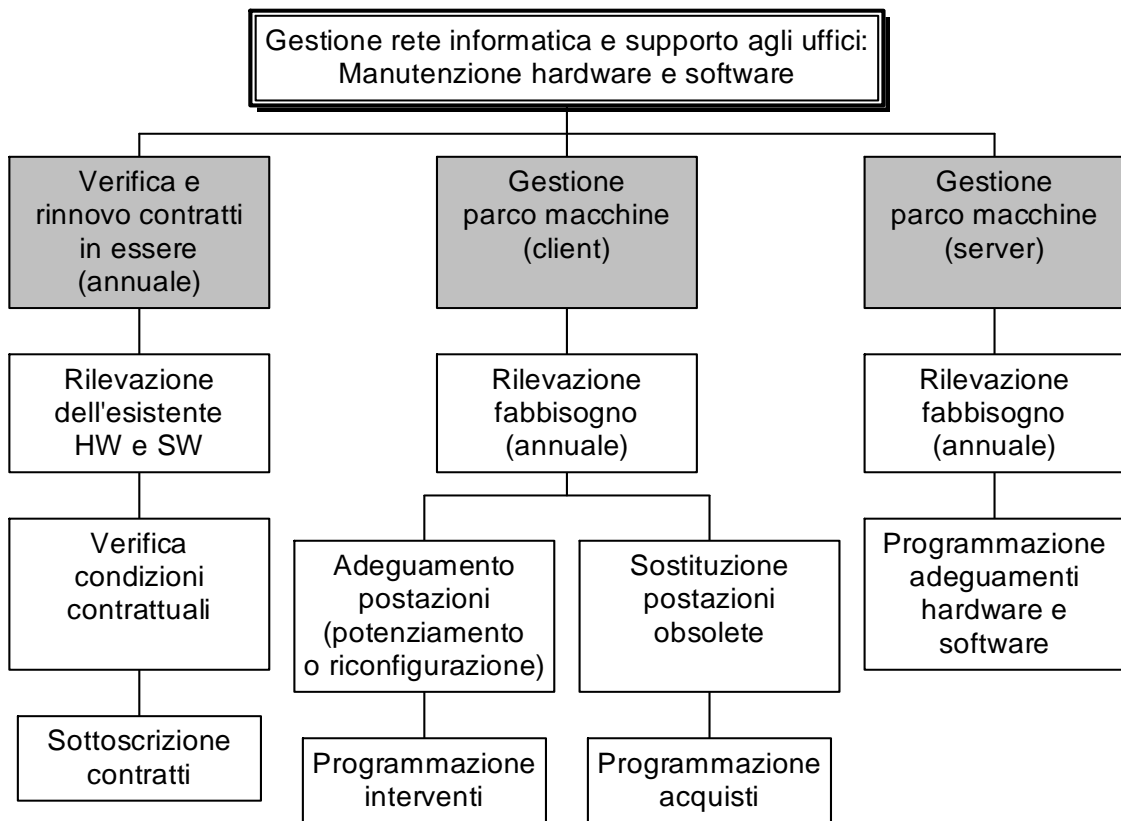 Gestione rete informatica e supporto agli uffici:
Manutenzione hardware e software
Verifica e
rinnovo contratti
in essere
(annuale)
Gestione
parco macchine
(client)
Gestione
parco macchine
(server)
Rilevazione
dell'esistente
HW e SW
Rilevazione
fabbisogno
(annuale)
Rilevazione
fabbisogno
(annuale)
Verifica
condizioni
contrattuali
Adeguamento
postazioni
(potenziamento
o riconfigurazione)
Sostituzione
postazioni
obsolete
Programmazione
adeguamenti
hardware e
software
Sottoscrizione
contratti
Programmazione
interventi
Programmazione
acquisti